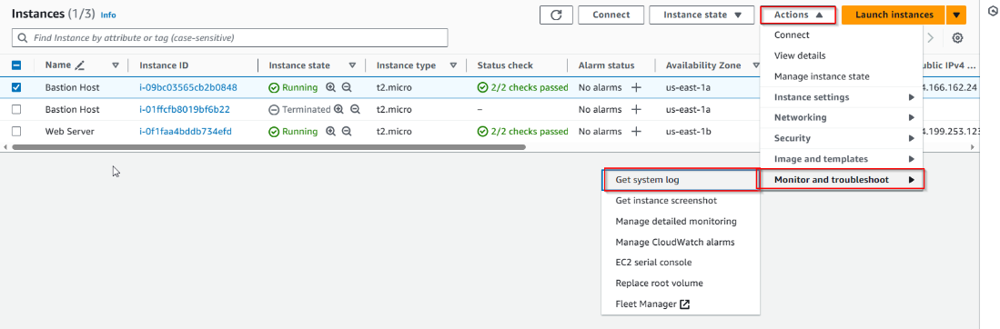 Instances (1/3) Info
Connect
Instance state
Actions
Launch instances
Find Instance by attribute or tag (case-sensitive)
Name Instance ID Instance state Instance type Status check Alarm status Availability Zone ublic IPv4 ...
Bastion Host i-09bc03565cb2b0848 Running t2.micro 2/2 checks passed No alarms + us-east-1a 4.166.162.24
Bastion Host i-01ffcfb8019bf6b22 Terminated t2.micro – No alarms + us-east-1a
Web Server i-0f1faa4bddb734efd Running t2.micro 2/2 checks passed No alarms + us-east-1b 4.199.253.123
Connect
View details
Manage instance state
Instance settings
Networking
Security
Image and templates
Monitor and troubleshoot
Get system log
Get instance screenshot
Manage detailed monitoring
Manage CloudWatch alarms
EC2 serial console
Replace root volume
Fleet Manager